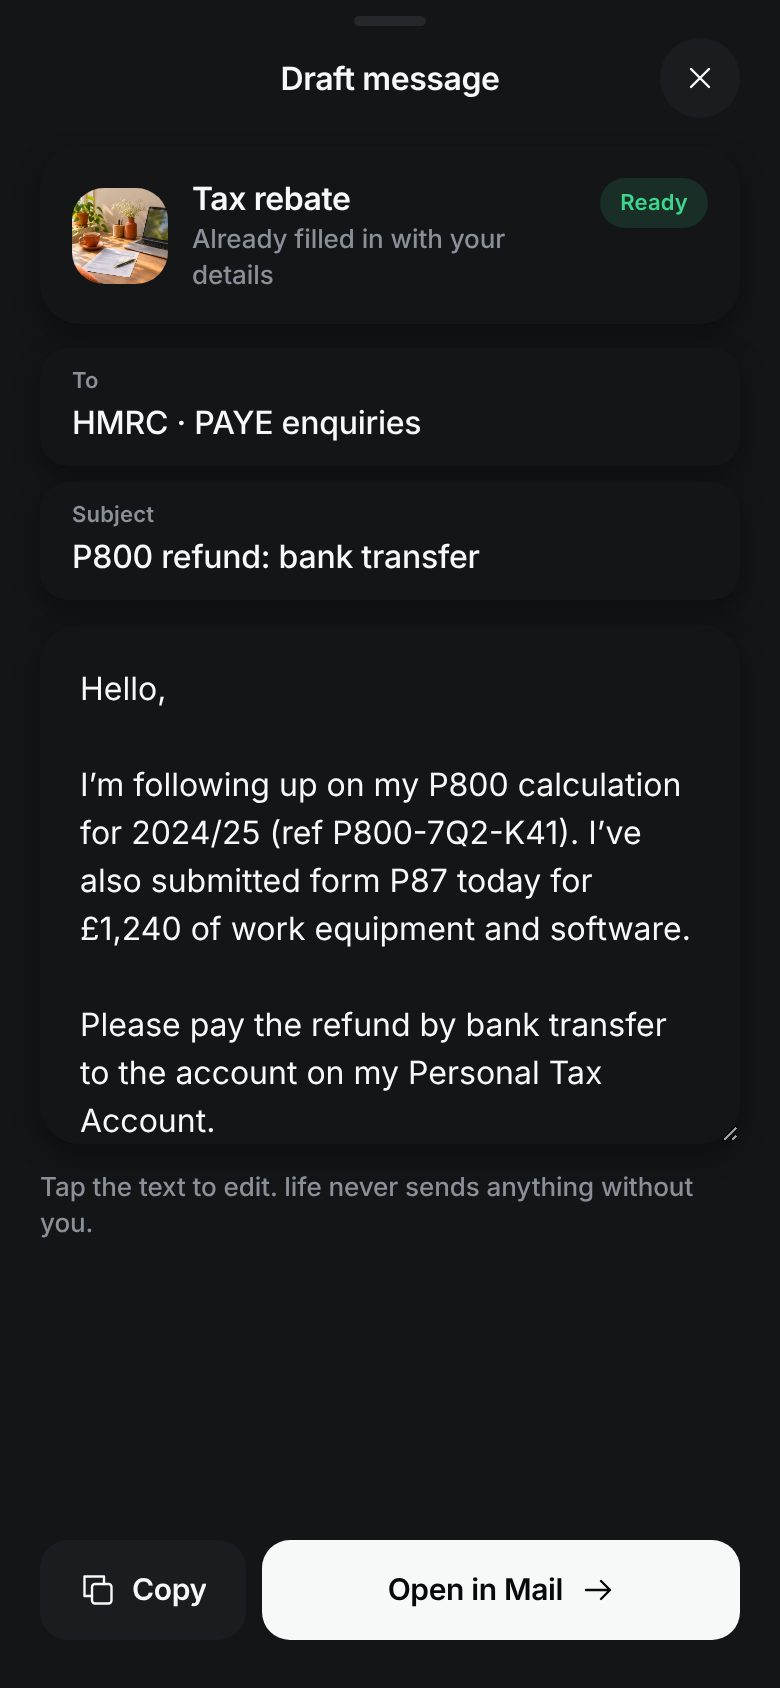 Draft message
Tax rebate
Ready
Already filled in with your
details
To
HMRC · PAYE enquiries
Subject
P800 refund: bank transfer
Hello,
I’m following up on my P800 calculation
for 2024/25 (ref P800-7Q2-K41). I’ve
also submitted form P87 today for
£1,240 of work equipment and software.
Please pay the refund by bank transfer
to the account on my Personal Tax
Account.
Tap the text to edit. life never sends anything without
you.
Copy
Open in Mail →